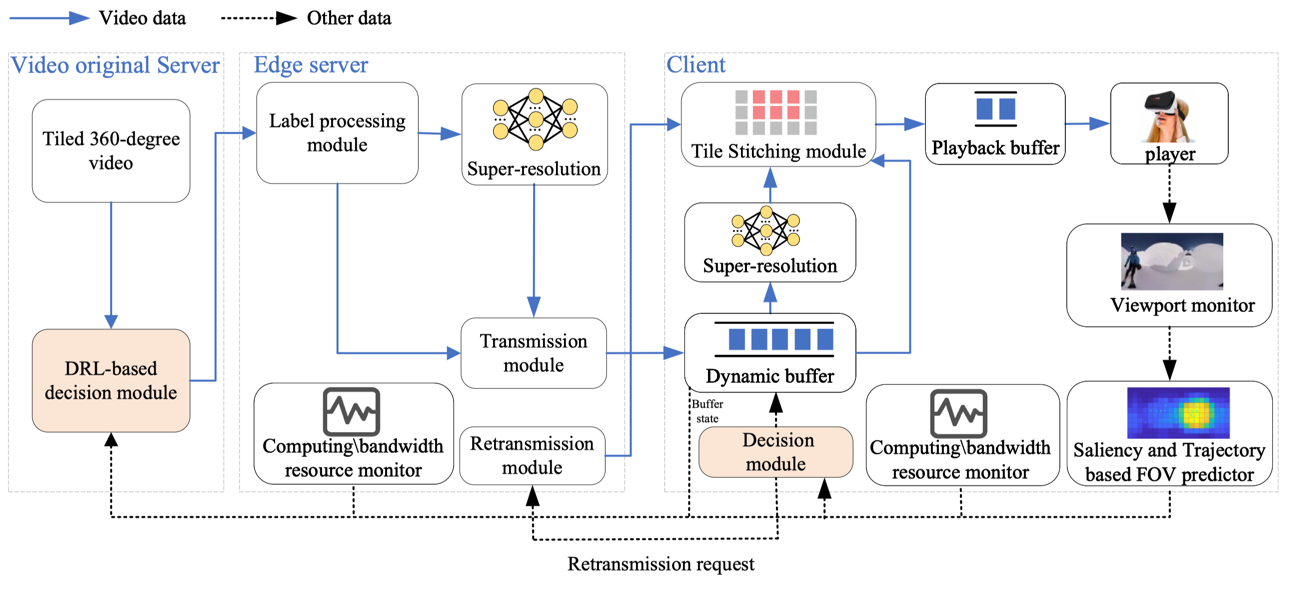 Video data
Other data
Video original Server
Edge server
Client
Tiled 360-degree
video
DRL-based
decision module
Label processing
module
Super-resolution
Transmission
module
Computing\bandwidth
resource monitor
Retransmission
module
Tile Stitching module
Super-resolution
Dynamic buffer
Buffer
state
Decision
module
Playback buffer
player
Viewport monitor
Computing\bandwidth
resource monitor
Saliency and Trajectory
based FOV predictor
Retransmission request